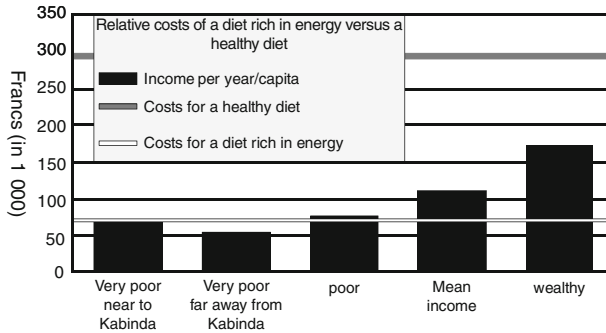 Relative costs of a diet rich in energy versus a
healthy diet
Income per year/capita
Costs for a healthy diet
Costs for a diet rich in energy
Francs (in 1 000)
350
300
250
200
150
100
50
0
Very poor
near to
Kabinda
Very poor
far away from
Kabinda
poor
Mean
income
wealthy